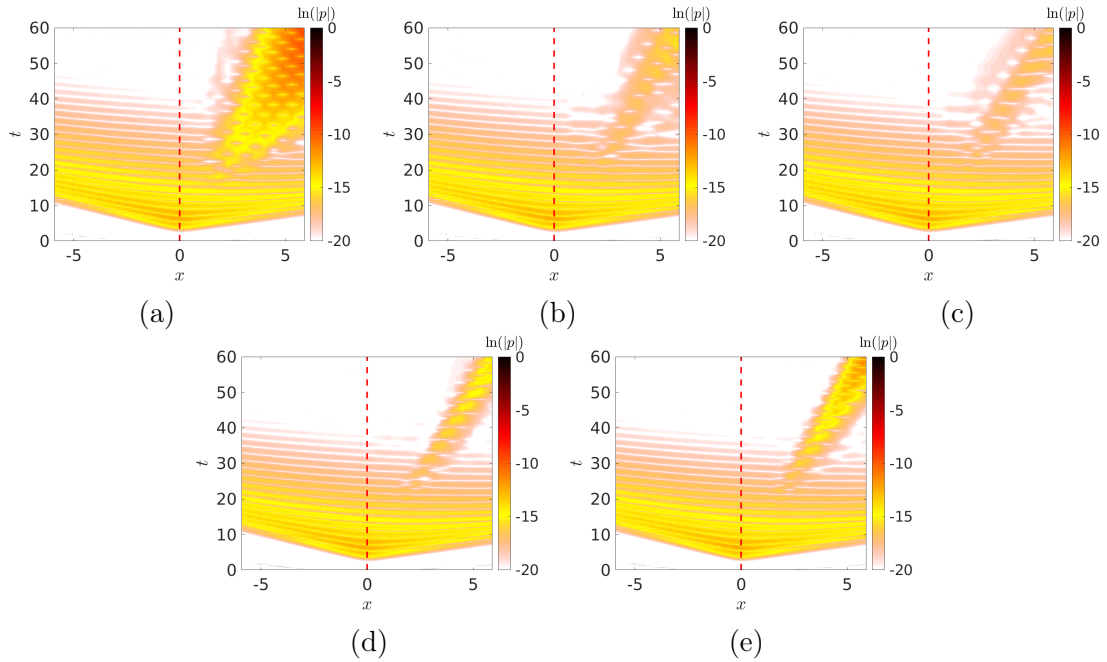 ln(|p|) ln(|p|) ln(|p|)
60 0 60 0 60 0
50 50 50
-5 -5 -5
40 40 40
t 30 -10 t 30 -10 t 30 -10
20 20 20
-15 -15 -15
10 10 10
0 -20 0 -20 0 -20
-5 0 5 -5 0 5 -5 0 5
x x x
(a) (b) (c)
ln(|p|) ln(|p|)
60 0 60 0
50 50
-5 -5
40 40
t 30 -10 t 30 -10
20 20
-15 -15
10 10
0 -20 0 -20
-5 0 5 -5 0 5
x x
(d) (e)